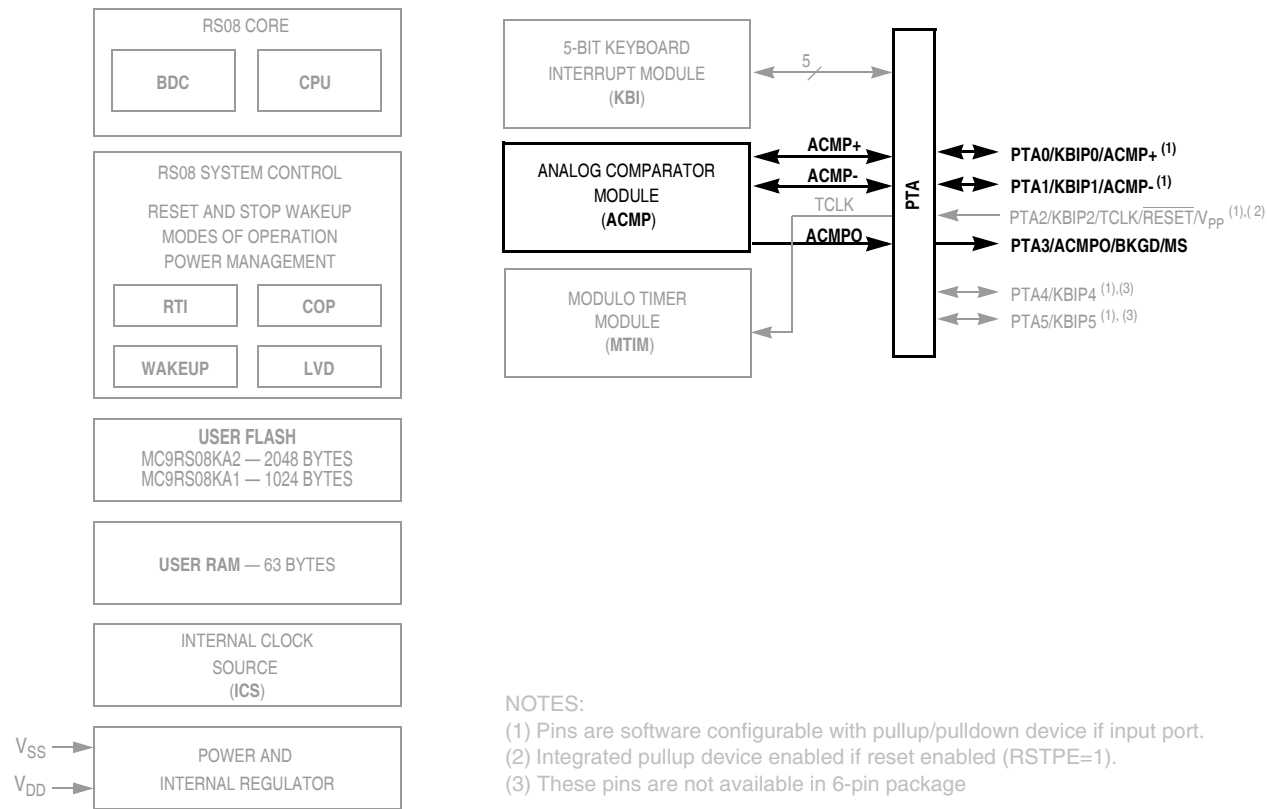 RS08 CORE
BDC
CPU
RS08 SYSTEM CONTROL
RESET AND STOP WAKEUP
MODES OF OPERATION
POWER MANAGEMENT
RTI
COP
WAKEUP
LVD
USER FLASH
MC9RS08KA2 — 2048 BYTES
MC9RS08KA1 — 1024 BYTES
USER RAM — 63 BYTES
INTERNAL CLOCK
SOURCE
(ICS)
VSS
VDD
POWER AND
INTERNAL REGULATOR
5-BIT KEYBOARD
INTERRUPT MODULE
(KBI)
5
ANALOG COMPARATOR
MODULE
(ACMP)
ACMP+
ACMP-
TCLK
ACMPO
MODULO TIMER
MODULE
(MTIM)
PTA
PTA0/KBIP0/ACMP+ (1)
PTA1/KBIP1/ACMP- (1)
PTA2/KBIP2/TCLK/RESET/VPP (1),( 2)
PTA3/ACMPO/BKGD/MS
PTA4/KBIP4 (1),(3)
PTA5/KBIP5 (1), (3)
NOTES:
(1) Pins are software configurable with pullup/pulldown device if input port.
(2) Integrated pullup device enabled if reset enabled (RSTPE=1).
(3) These pins are not available in 6-pin package